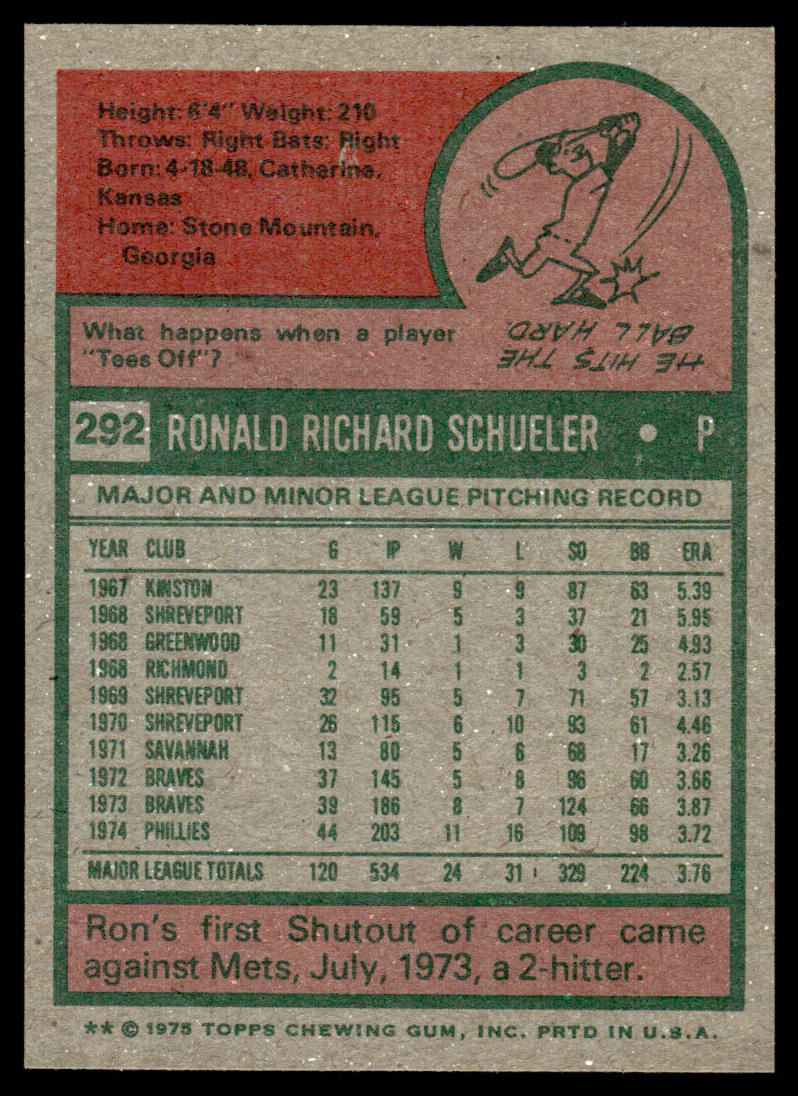 Height: 6'4" Weight: 210
Throws: Right Bats: Right
Born: 4-18-48, Catherine,
Kansas
Home: Stone Mountain,
Georgia
What happens when a player
"Tees Off"?
HE HITS THE
BALL HARD.
292 RONALD RICHARD SCHUELER • P
MAJOR AND MINOR LEAGUE PITCHING RECORD
YEAR CLUB G IP W L SO BB ERA
1967 KINSTON 23 137 9 9 87 63 5.39
1968 SHREVEPORT 18 59 5 3 37 21 5.95
1968 GREENWOOD 11 31 1 3 30 25 4.93
1968 RICHMOND 2 14 1 1 3 2 2.57
1969 SHREVEPORT 32 95 5 7 71 57 3.13
1970 SHREVEPORT 26 115 6 10 93 61 4.46
1971 SAVANNAH 13 80 5 6 68 17 3.26
1972 BRAVES 37 145 5 8 96 60 3.66
1973 BRAVES 39 186 8 7 124 66 3.87
1974 PHILLIES 44 203 11 16 109 98 3.72
MAJOR LEAGUE TOTALS 120 534 24 31 329 224 3.76
Ron's first Shutout of career came
against Mets, July, 1973, a 2-hitter.
** © 1975 TOPPS CHEWING GUM, INC. PRTD IN U.S.A.